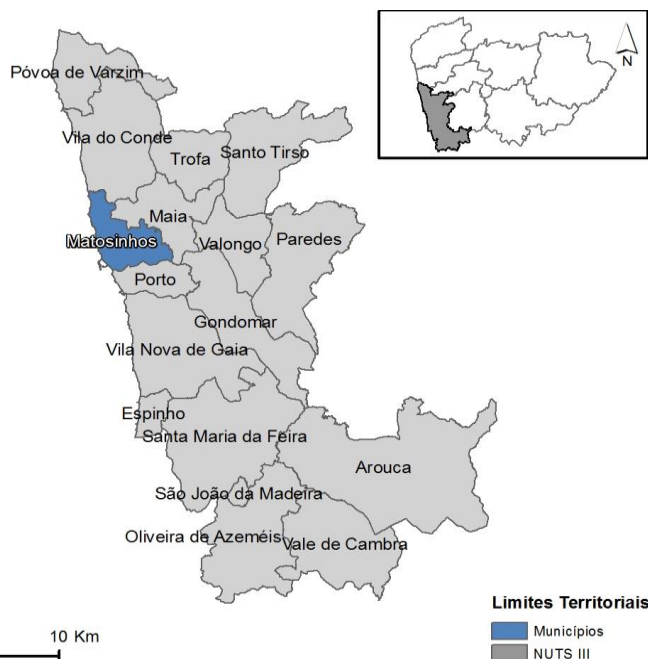 Póvoa de Varzim
Vila do Conde
Trofa
Santo Tirso
Maia
Matosinhos
Valongo
Paredes
Porto
Gondomar
Vila Nova de Gaia
Espinho
Santa Maria da Feira
Arouca
São João da Madeira
Oliveira de Azeméis
Vale de Cambra
N
Limites Territoriais
Municípios
NUTS III
10 Km